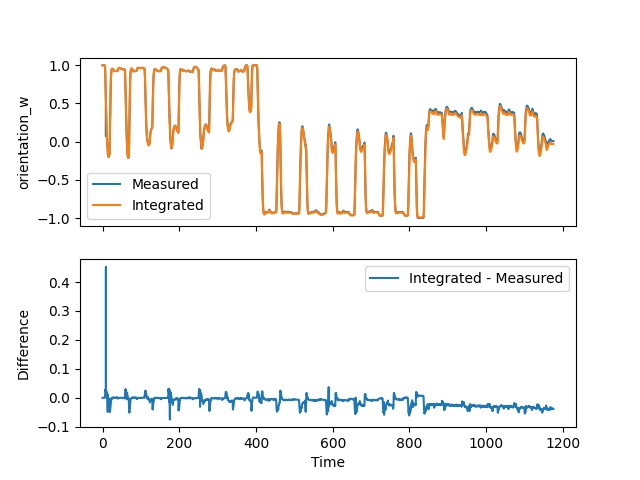 1.0
0.5
0.0
−0.5
−1.0
orientation_w
Measured
Integrated
0.4
0.3
0.2
0.1
0.0
−0.1
Difference
Integrated - Measured
0 200 400 600 800 1000 1200
Time